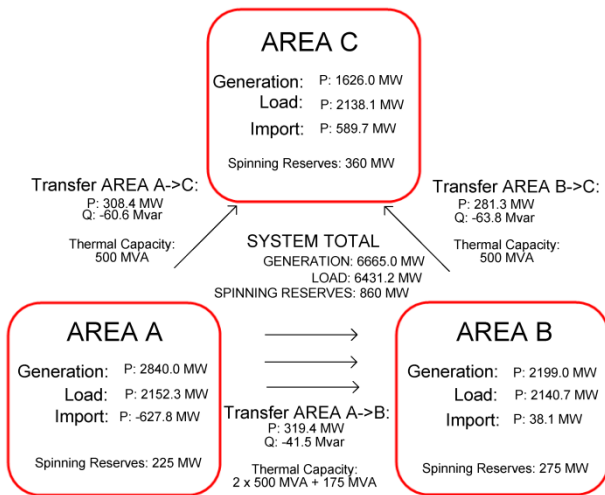 AREA C
Generation: P: 1626.0 MW
Load: P: 2138.1 MW
Import: P: 589.7 MW
Spinning Reserves: 360 MW
Transfer AREA A->C:
P: 308.4 MW
Q: -60.6 Mvar
Thermal Capacity:
500 MVA
Transfer AREA B->C:
P: 281.3 MW
Q: -63.8 Mvar
Thermal Capacity:
500 MVA
SYSTEM TOTAL
GENERATION: 6665.0 MW
LOAD: 6431.2 MW
SPINNING RESERVES: 860 MW
AREA A
Generation: P: 2840.0 MW
Load: P: 2152.3 MW
Import: P: -627.8 MW
Spinning Reserves: 225 MW
Transfer AREA A->B:
P: 319.4 MW
Q: -41.5 Mvar
Thermal Capacity:
2 x 500 MVA + 175 MVA
AREA B
Generation: P: 2199.0 MW
Load: P: 2140.7 MW
Import: P: 38.1 MW
Spinning Reserves: 275 MW